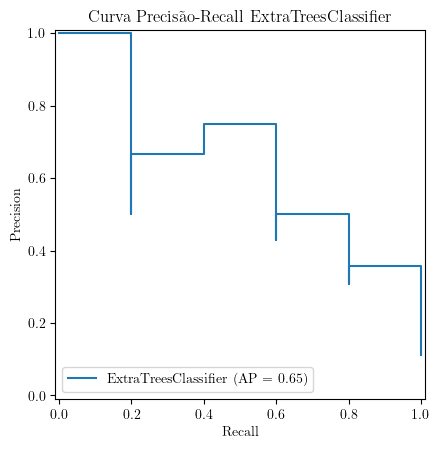 Curva Precisão-Recall ExtraTreesClassifier
1.0
0.8
0.6
0.4
0.2
0.0
Precision
ExtraTreesClassifier (AP = 0.65)
0.0 0.2 0.4 0.6 0.8 1.0
Recall